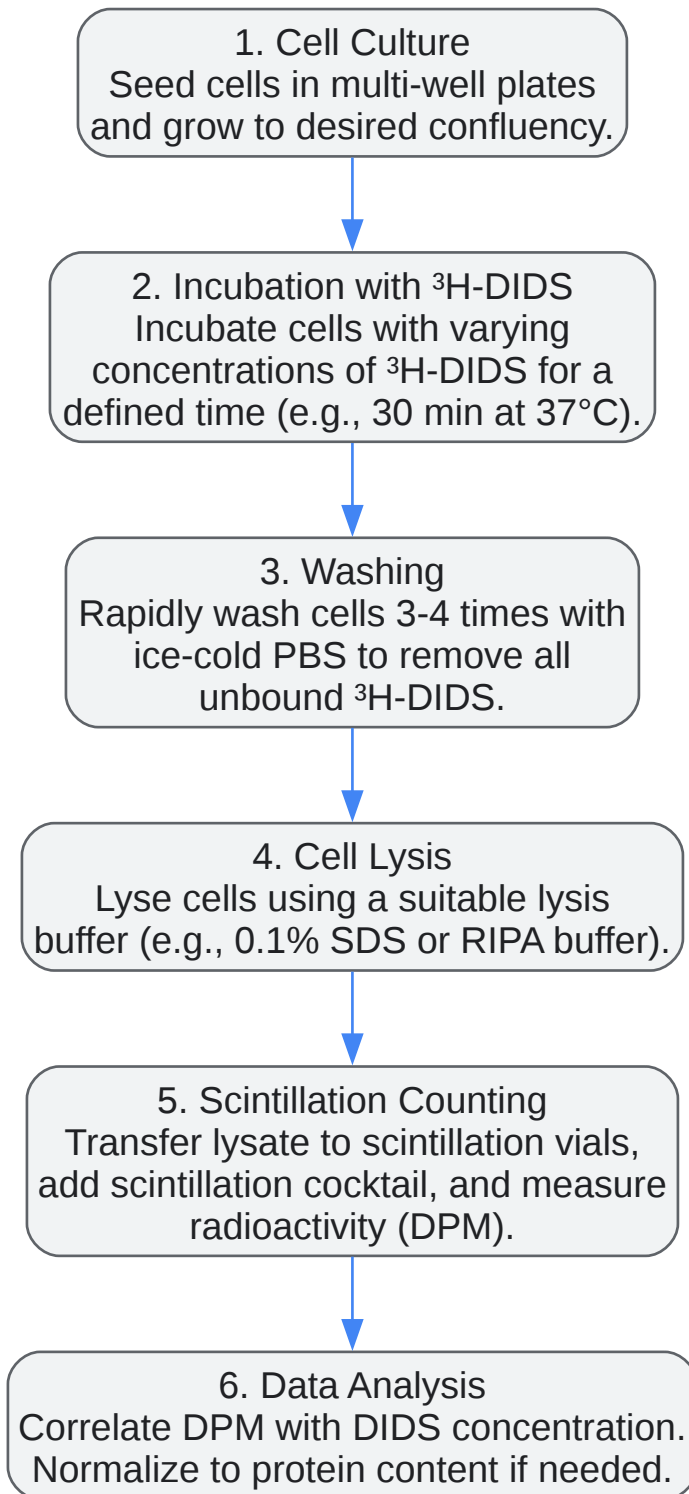 1. Cell Culture
Seed cells in multi-well plates
and grow to desired confluency.
2. Incubation with ³H-DIDS
Incubate cells with varying
concentrations of ³H-DIDS for a
defined time (e.g., 30 min at 37°C).
3. Washing
Rapidly wash cells 3-4 times with
ice-cold PBS to remove all
unbound ³H-DIDS.
4. Cell Lysis
Lyse cells using a suitable lysis
buffer (e.g., 0.1% SDS or RIPA buffer).
5. Scintillation Counting
Transfer lysate to scintillation vials,
add scintillation cocktail, and measure
radioactivity (DPM).
6. Data Analysis
Correlate DPM with DIDS concentration.
Normalize to protein content if needed.